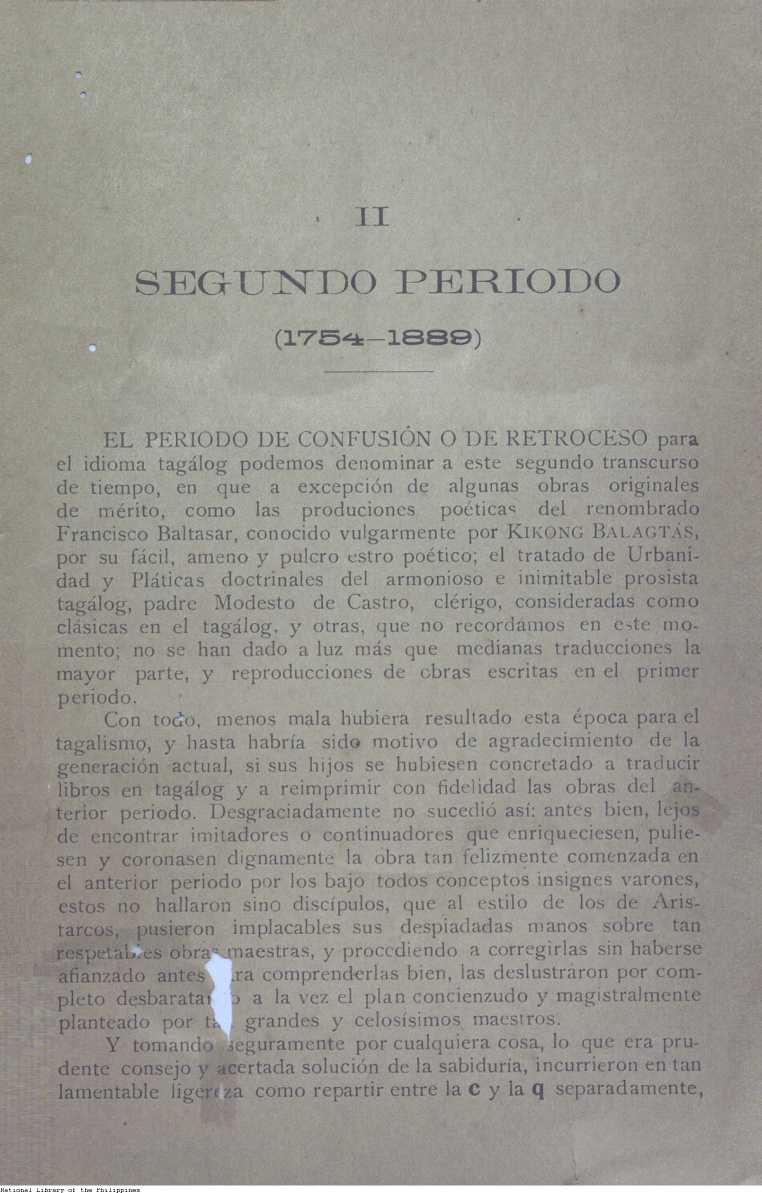 II
SEGUNDO PERIODO
(1754—1889)
EL PERIODO DE CONFUSIÓN O DE RETROCESO para
el idioma tagálog podemos denominar a este segundo transcurso
de tiempo, en que a excepción de algunas obras originales
de mérito, como las produciones poéticas del renombrado
Francisco Baltasar, conocido vulgarmente por KIKONG BALAGTÁS,
por su fácil, ameno y pulcro estro poético; el tratado de Urbani-
dad y Pláticas doctrinales del armonioso e inimitable prosista
tagálog, padre Modesto de Castro, clérigo, consideradas como
clásicas en el tagálog, y otras, que no recordamos en este mo-
mento; no se han dado a luz más que medianas traducciones la
mayor parte, y reproducciones de obras escritas en el primer
periodo.
Con todo, menos mala hubiera resultado esta época para el
tagalismo, y hasta habría sido motivo de agradecimiento de la
generación actual, si sus hijos se hubiesen concretado a traducir
libros en tagálog y a reimprimir con fidelidad las obras del an-
terior periodo. Desgraciadamente no sucedió así: antes bien, lejos
de encontrar imitadores o continuadores que enriqueciesen, pulie-
sen y coronasen dignamente la obra tan felizmente comenzada en
el anterior periodo por los bajo todos conceptos insignes varones,
estos no hallaron sino discípulos, que al estilo de los de Aris-
tarcos, pusieron implacables sus despiadadas manos sobre tan
respetables obras maestras, y procediendo a corregirlas sin haberse
afianzado antes para comprenderlas bien, las deslustraron por com-
pleto desbaratando a la vez el plan concienzudo y magistralmente
planteado por tan grandes y celosísimos maestros.
Y tomando seguramente por cualquiera cosa, lo que era pru-
dente consejo y acertada solución de la sabiduría, incurrieron en tan
lamentable ligereza como repartir entre la c y la q separadamente,
National Library of the Philippines